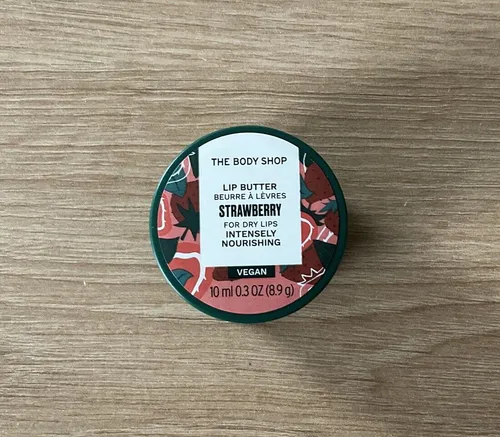 THE BODY SHOP
LIP BUTTER
BEURRE À LÈVRES
STRAWBERRY
FOR DRY LIPS
INTENSELY
NOURISHING
VEGAN
10 ml 0.3 OZ (8.9 g)